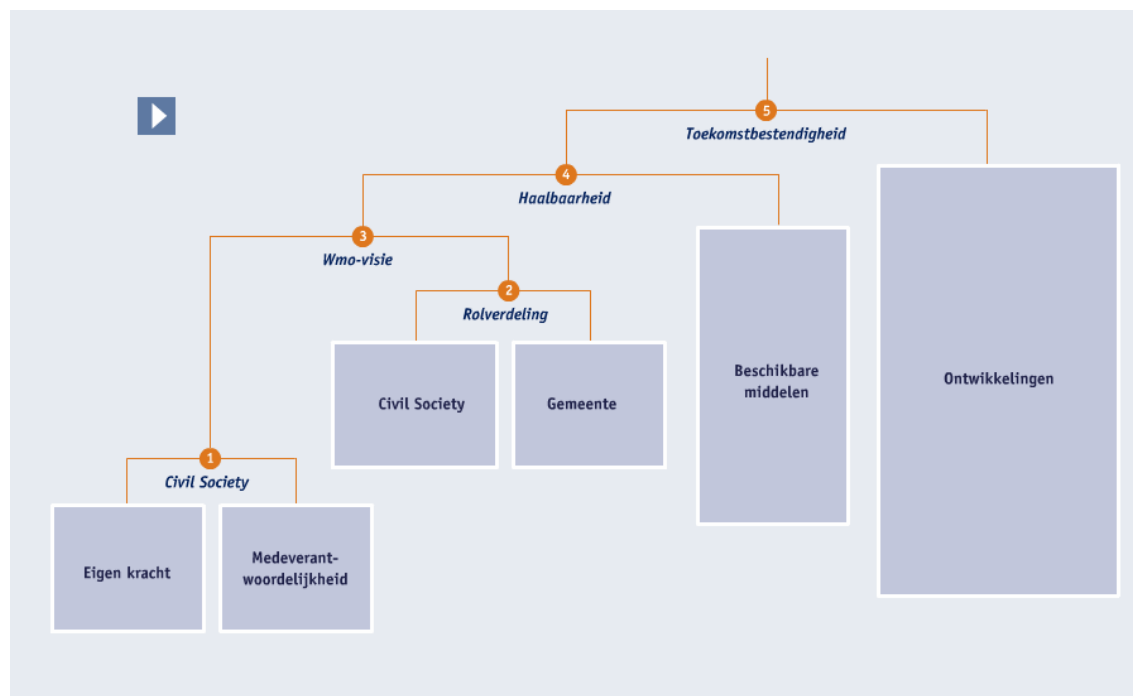 5
Toekomstbestendigheid
4
Haalbaarheid
3
Wmo-visie
2
Rolverdeling
Beschikbare
middelen
Ontwikkelingen
Civil Society
Gemeente
1
Civil Society
Eigen kracht
Medeverant-
woordelijkheid